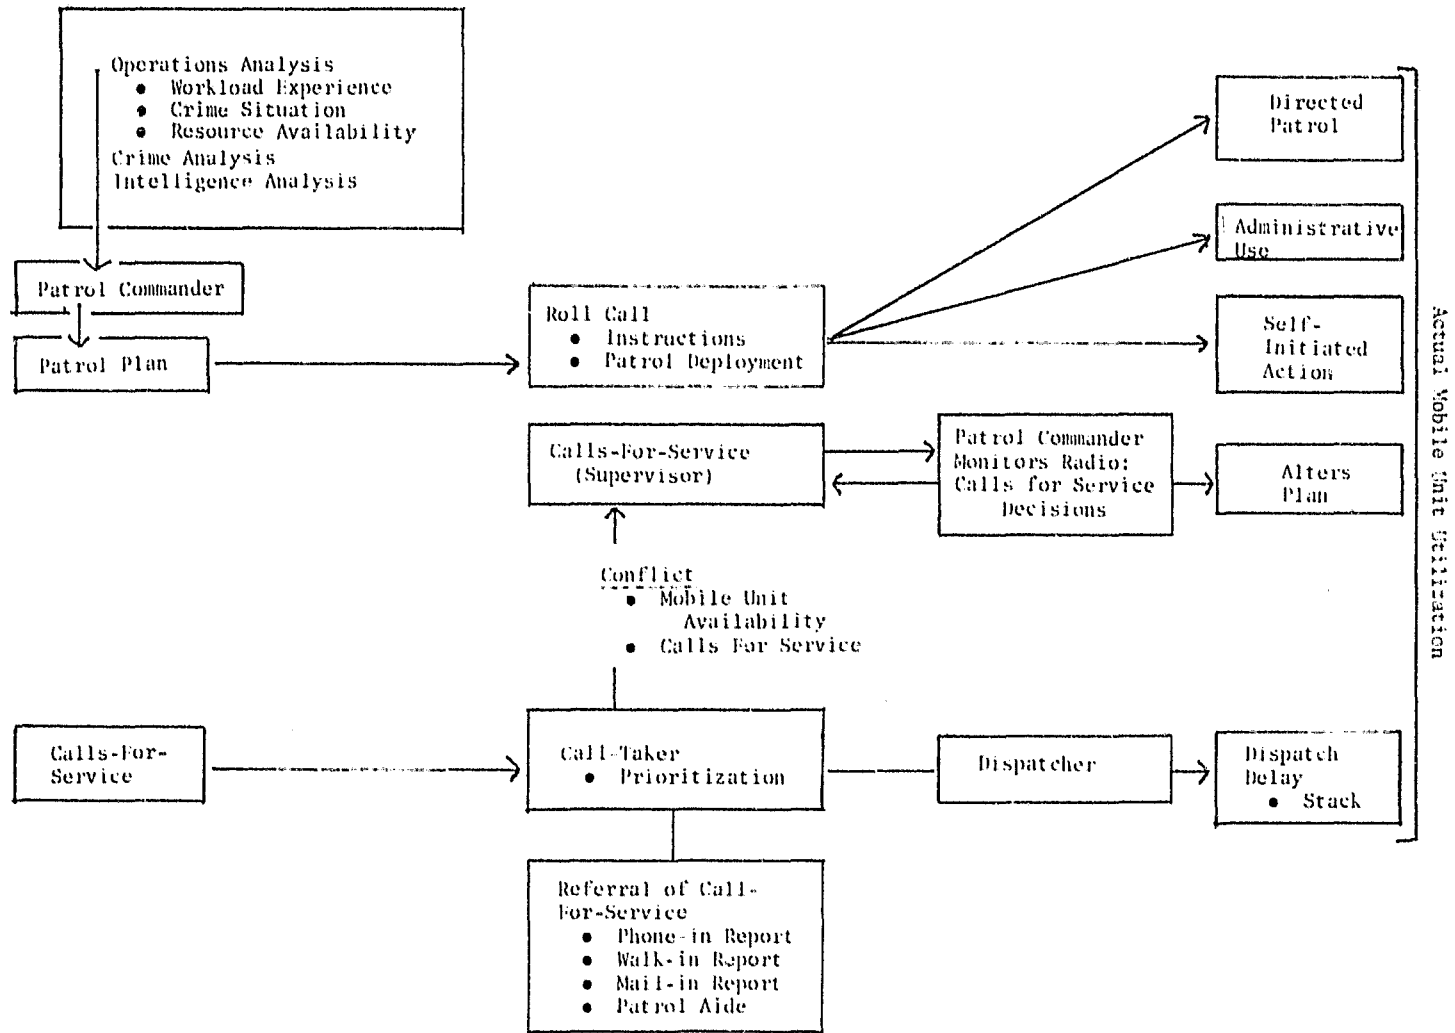 Operations Analysis
• Workload Experience
• Crime Situation
• Resource Availability
Crime Analysis
Intelligence Analysis
Patrol Commander
Patrol Plan
Roll Call
• Instructions
• Patrol Deployment
Directed
Patrol
Administrative
Use
Self-
Initiated
Action
Calls-For-Service
(Supervisor)
Patrol Commander
Monitors Radio:
Calls for Service
Decisions
Alters
Plan
Conflict
• Mobile Unit
Availability
• Calls For Service
Calls-For-
Service
Call-Taker
• Prioritization
Dispatcher
Dispatch
Delay
• Stack
Referral of Call-
For-Service
• Phone-in Report
• Walk-in Report
• Mail-in Report
• Patrol Aide
Actual Mobile Unit Utilization